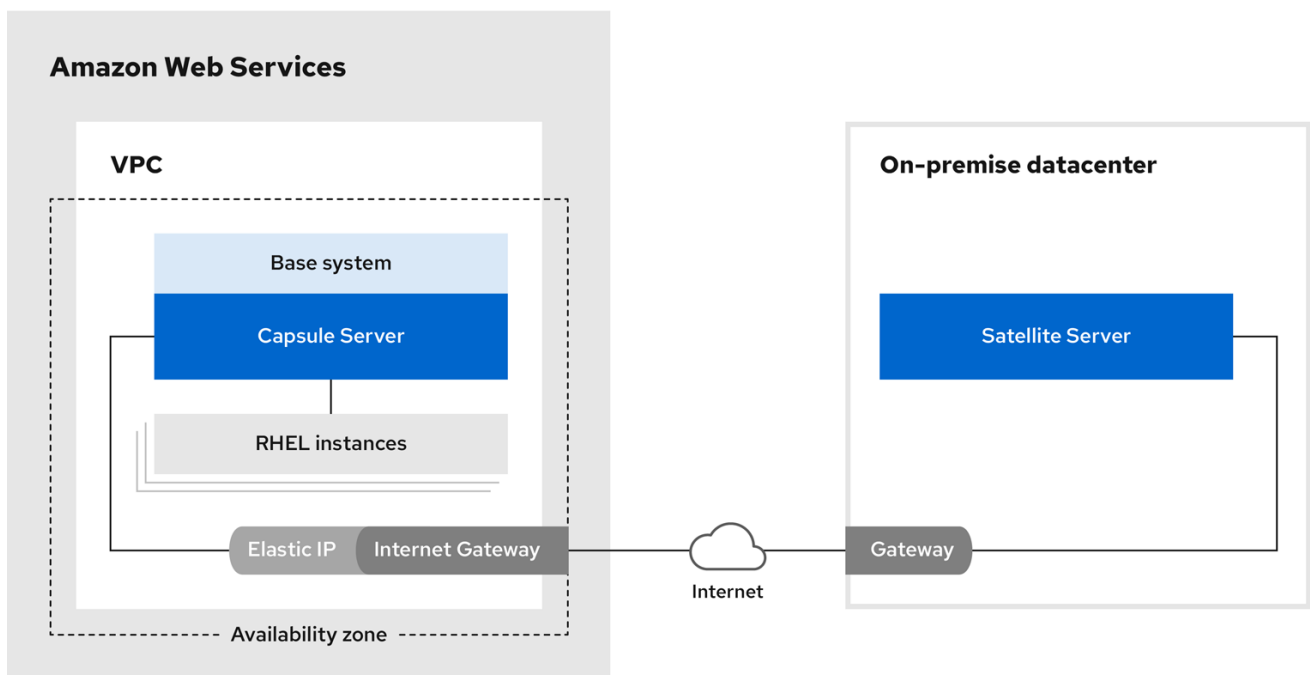 Amazon Web Services
VPC
On-premise datacenter
Base system
Capsule Server
Satellite Server
RHEL instances
Elastic IP
Internet Gateway
Gateway
Internet
Availability zone